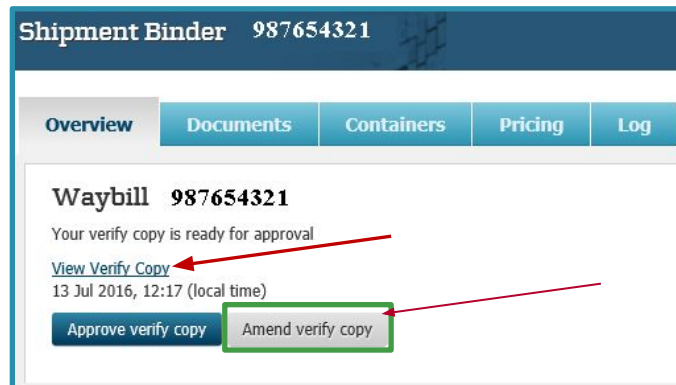 Shipment Binder 987654321
Overview Documents Containers Pricing Log
Waybill 987654321
Your verify copy is ready for approval
View Verify Copy
13 Jul 2016, 12:17 (local time)
Approve verify copy Amend verify copy